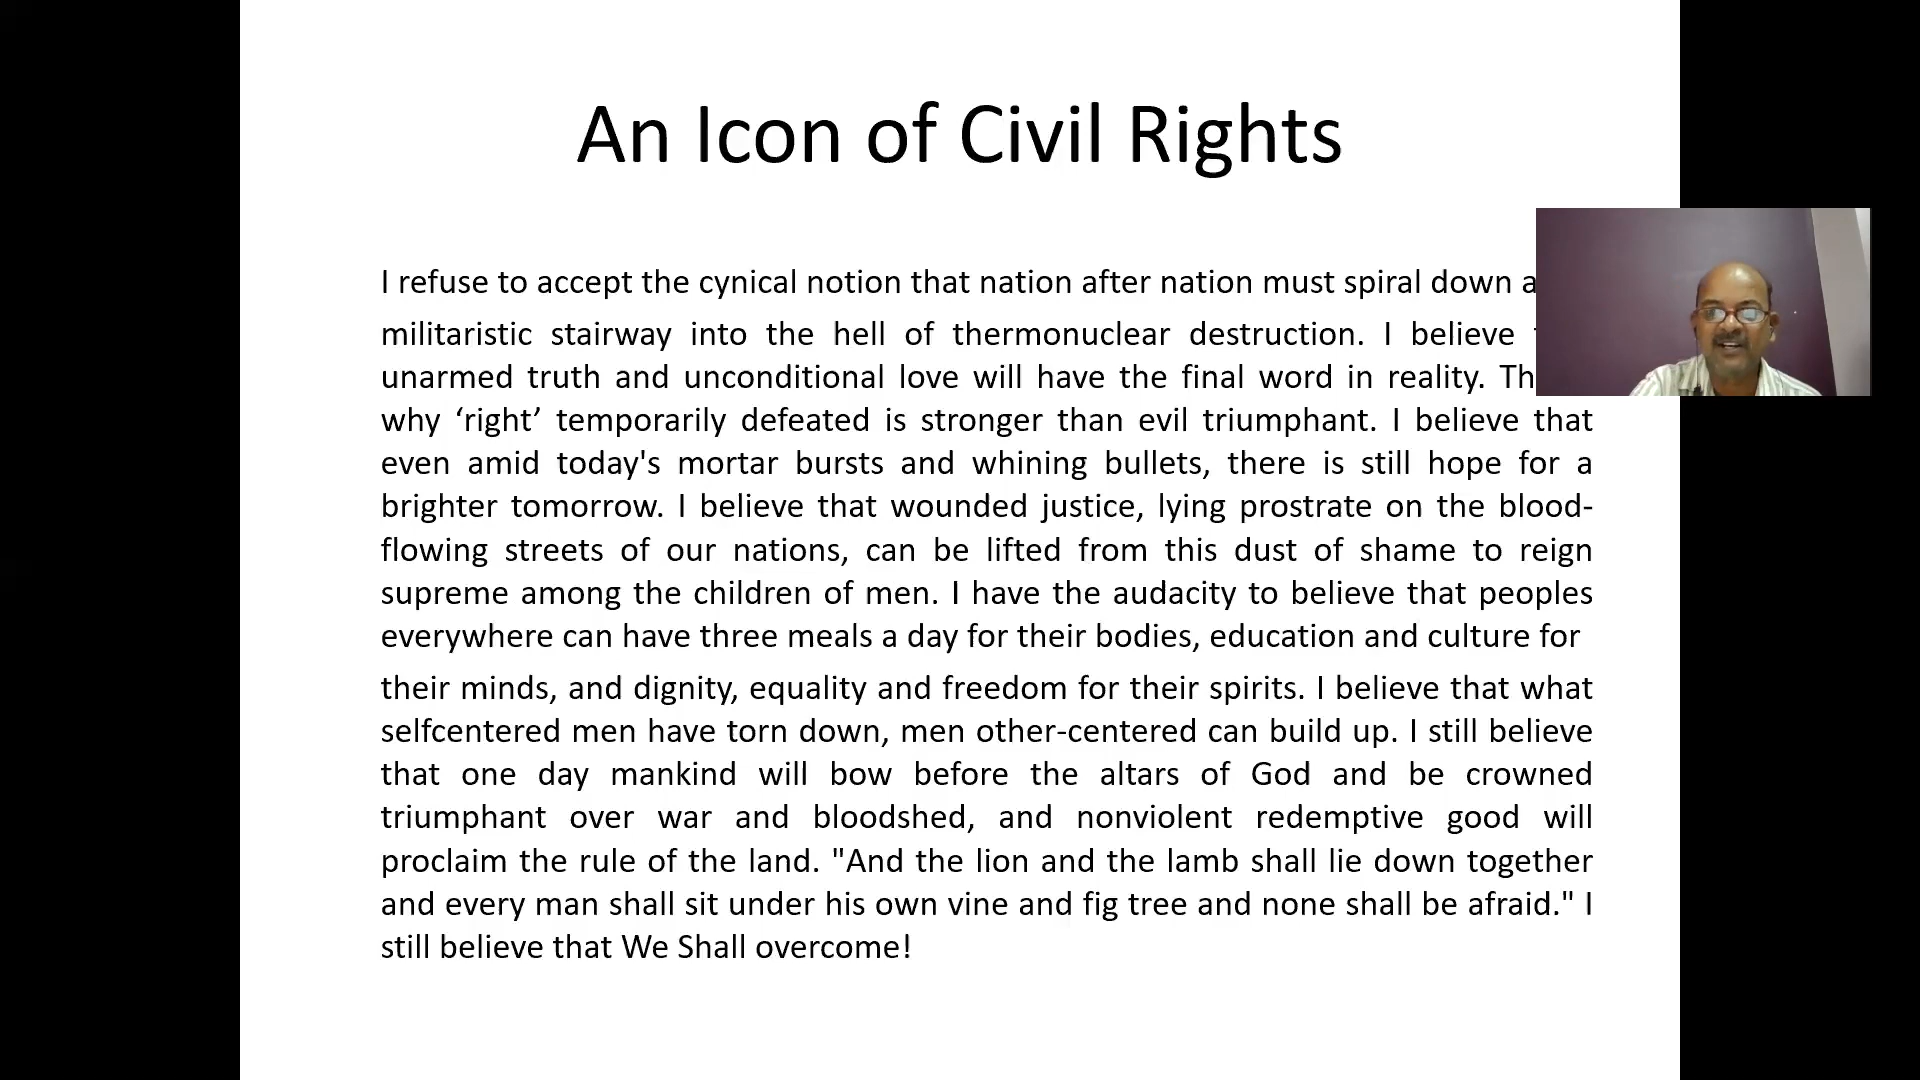 An Icon of Civil Rights
I refuse to accept the cynical notion that nation after nation must spiral down a
militaristic stairway into the hell of thermonuclear destruction. I believe
unarmed truth and unconditional love will have the final word in reality.
why ‘right’ temporarily defeated is stronger than evil triumphant. I believe that
even amid today's mortar bursts and whining bullets, there is still hope for a
brighter tomorrow. I believe that wounded justice, lying prostrate on the blood-
flowing streets of our nations, can be lifted from this dust of shame to reign
supreme among the children of men. I have the audacity to believe that peoples
everywhere can have three meals a day for their bodies, education and culture for
their minds, and dignity, equality and freedom for their spirits. I believe that what
selfcentered men have torn down, men other-centered can build up. I still believe
that one day mankind will bow before the altars of God and be crowned
triumphant over war and bloodshed, and nonviolent redemptive good will
proclaim the rule of the land. "And the lion and the lamb shall lie down together
and every man shall sit under his own vine and fig tree and none shall be afraid." I
still believe that We Shall overcome!